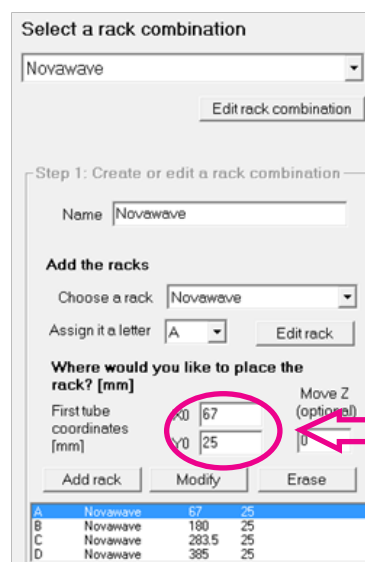 Select a rack combination
Novawave
Edit rack combination
Step 1: Create or edit a rack combination
Name Novawave
Add the racks
Choose a rack Novawave
Assign it a letter A Edit rack
Where would you like to place the
rack? [mm]
Move Z
First tube X0 67 (optional)
coordinates
[mm] Y0 25 0
Add rack Modify Erase
A Novawave 67 25
B Novawave 180 25
C Novawave 283.5 25
D Novawave 385 25